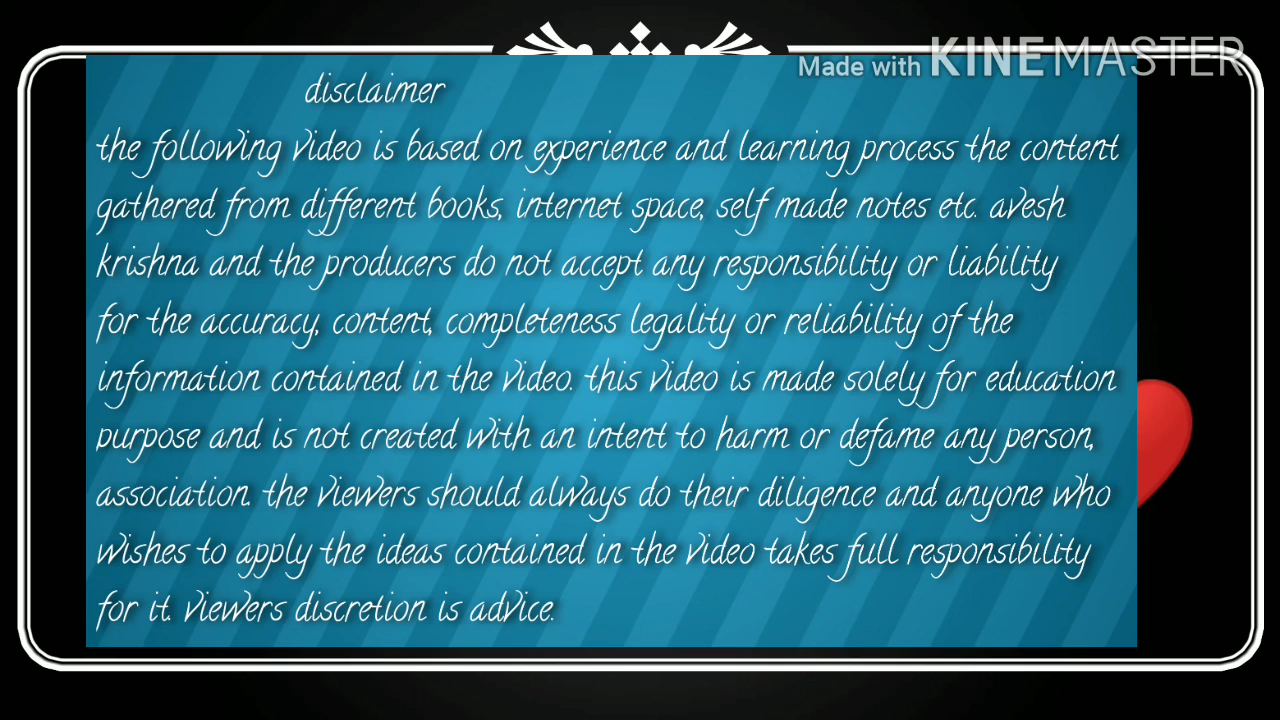 Made with KINEMASTER
disclaimer
the following video is based on experience and learning process the content
gathered from different books, internet space, self made notes etc. avesh
krishna and the producers do not accept any responsibility or liability
for the accuracy, content, completeness legality or reliability of the
information contained in the video. this video is made solely for education
purpose and is not created with an intent to harm or defame any person,
association. the viewers should always do their diligence and anyone who
wishes to apply the ideas contained in the video takes full responsibility
for it. viewers discretion is advice.